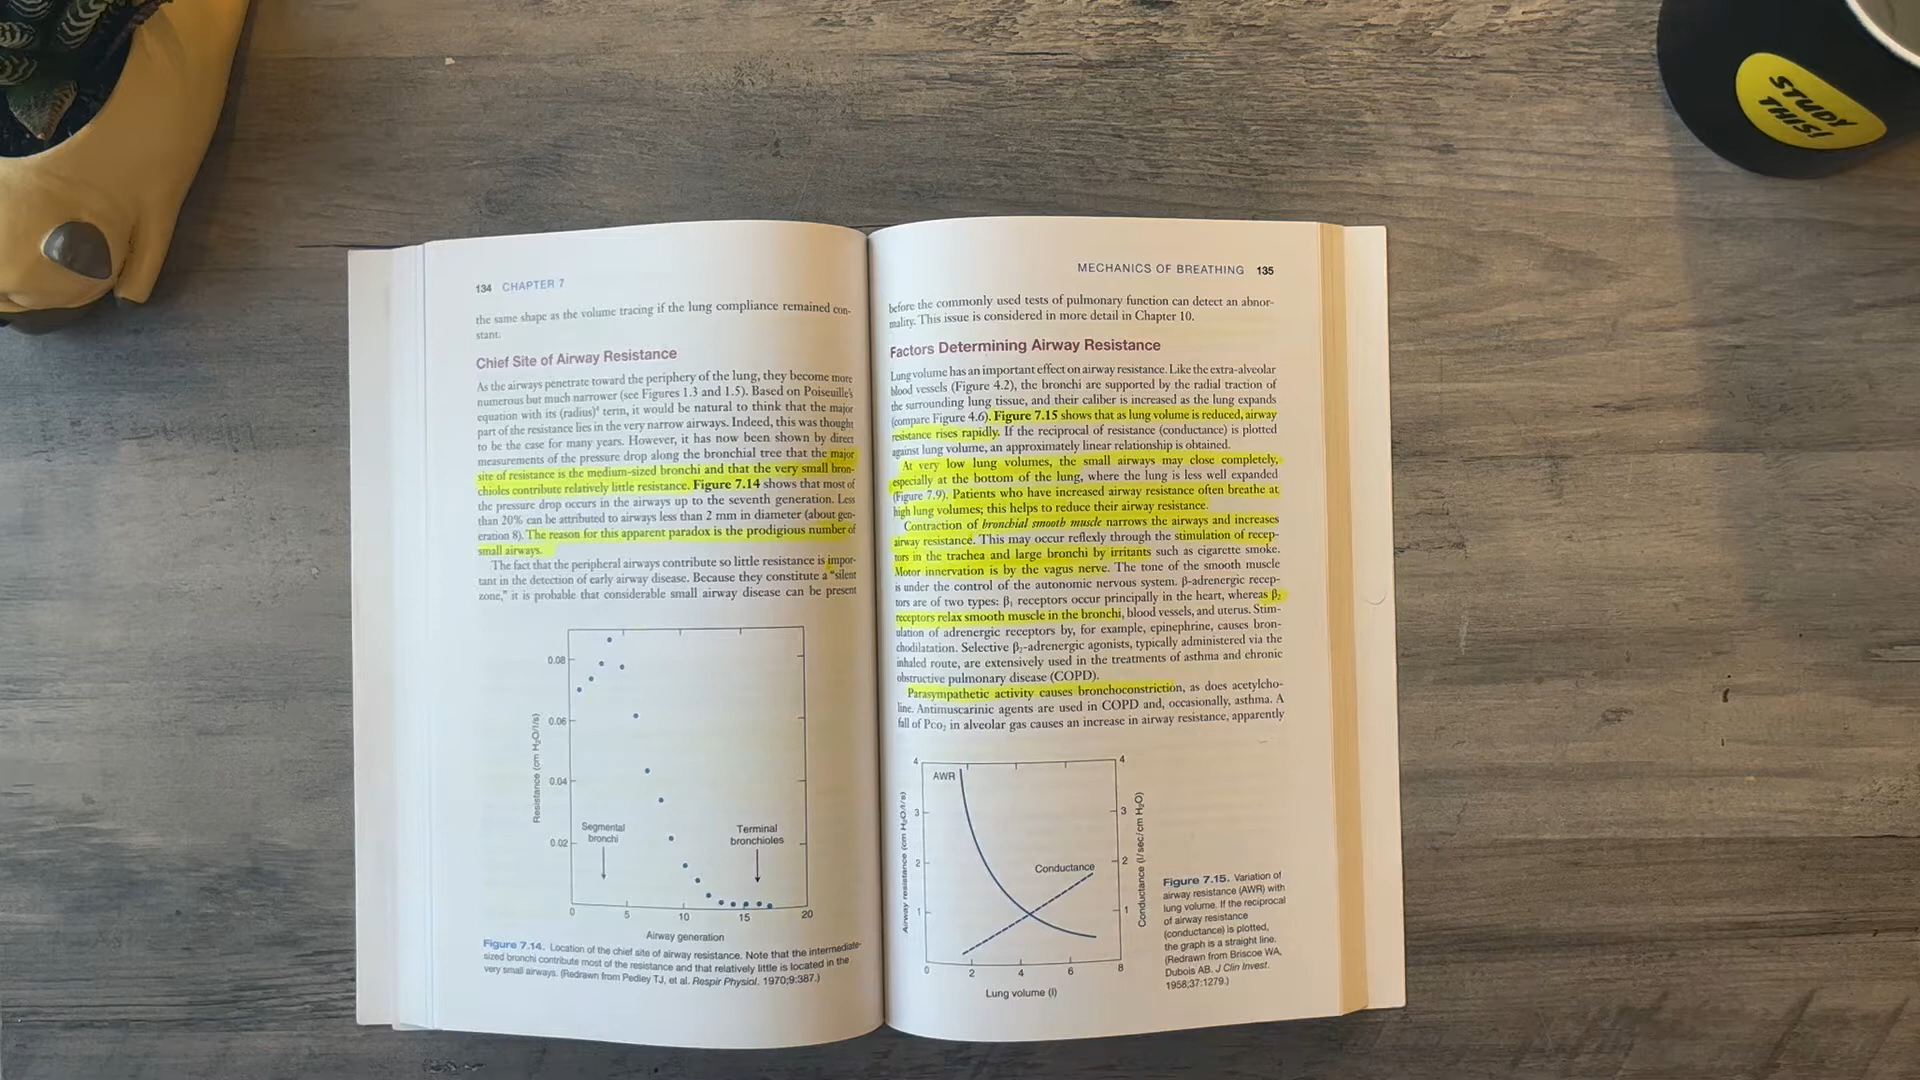 STUDY
THIS!
134 CHAPTER 7
the same shape as the volume tracing if the lung compliance remained con-
stant.
Chief Site of Airway Resistance
As the airways penetrate toward the periphery of the lung, they become more
numerous but much narrower (see Figures 1.3 and 1.5). Based on Poiseuille's
equation with its (radius)⁴ term, it would be natural to think that the major
part of the resistance lies in the very narrow airways. Indeed, this was thought
to be the case for many years. However, it has now been shown by direct
measurements of the pressure drop along the bronchial tree that the major
site of resistance is the medium-sized bronchi and that the very small bron-
chioles contribute relatively little resistance. Figure 7.14 shows that most of
the pressure drop occurs in the airways up to the seventh generation. Less
than 20% can be attributed to airways less than 2 mm in diameter (about gen-
eration 8). The reason for this apparent paradox is the prodigious number of
small airways.
The fact that the peripheral airways contribute so little resistance is impor-
tant in the detection of early airway disease. Because they constitute a "silent
zone," it is probable that considerable small airway disease can be present
0.08
0.06
0.04
0.02
Resistance (cm H₂O/l/s)
Segmental
bronchi
Terminal
bronchioles
0 5 10 15 20
Airway generation
Figure 7.14. Location of the chief site of airway resistance. Note that the intermediate-
sized bronchi contribute most of the resistance and that relatively little is located in the
very small airways. (Redrawn from Pedley TJ, et al. Respir Physiol. 1970;9:387.)
MECHANICS OF BREATHING 135
before the commonly used tests of pulmonary function can detect an abnor-
mality. This issue is considered in more detail in Chapter 10.
Factors Determining Airway Resistance
Lung volume has an important effect on airway resistance. Like the extra-alveolar
blood vessels (Figure 4.2), the bronchi are supported by the radial traction of
the surrounding lung tissue, and their caliber is increased as the lung expands
(compare Figure 4.6). Figure 7.15 shows that as lung volume is reduced, airway
resistance rises rapidly. If the reciprocal of resistance (conductance) is plotted
against lung volume, an approximately linear relationship is obtained.
At very low lung volumes, the small airways may close completely,
especially at the bottom of the lung, where the lung is less well expanded
(Figure 7.9). Patients who have increased airway resistance often breathe at
high lung volumes; this helps to reduce their airway resistance.
Contraction of bronchial smooth muscle narrows the airways and increases
airway resistance. This may occur reflexly through the stimulation of recep-
tors in the trachea and large bronchi by irritants such as cigarette smoke.
Motor innervation is by the vagus nerve. The tone of the smooth muscle
is under the control of the autonomic nervous system. β-adrenergic recep-
tors are of two types: β₁ receptors occur principally in the heart, whereas β₂
receptors relax smooth muscle in the bronchi, blood vessels, and uterus. Stim-
ulation of adrenergic receptors by, for example, epinephrine, causes bron-
chodilatation. Selective β₂-adrenergic agonists, typically administered via the
inhaled route, are extensively used in the treatments of asthma and chronic
obstructive pulmonary disease (COPD).
Parasympathetic activity causes bronchoconstriction, as does acetylcho-
line. Antimuscarinic agents are used in COPD and, occasionally, asthma. A
fall of Pco₂ in alveolar gas causes an increase in airway resistance, apparently
4
3
2
1
Airway resistance (cm H₂O/l/s)
AWR
Conductance
4
3
2
1
Conductance (l/sec/cm H₂O)
0 2 4 6 8
Lung volume (l)
Figure 7.15. Variation of
airway resistance (AWR) with
lung volume. If the reciprocal
of airway resistance
(conductance) is plotted,
the graph is a straight line.
(Redrawn from Briscoe WA,
Dubois AB. J Clin Invest.
1958;37:1279.)